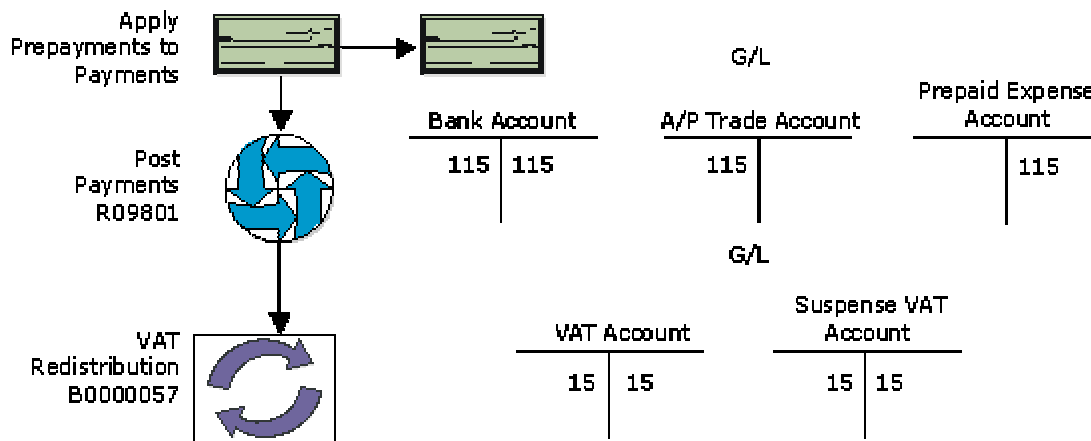 Apply
Prepayments to
Payments
G/L
Bank Account
115 115
A/P Trade Account
115
Prepaid Expense
Account
115
Post
Payments
R09801
G/L
VAT
Redistribution
B0000057
VAT Account
15 15
Suspense VAT
Account
15 15